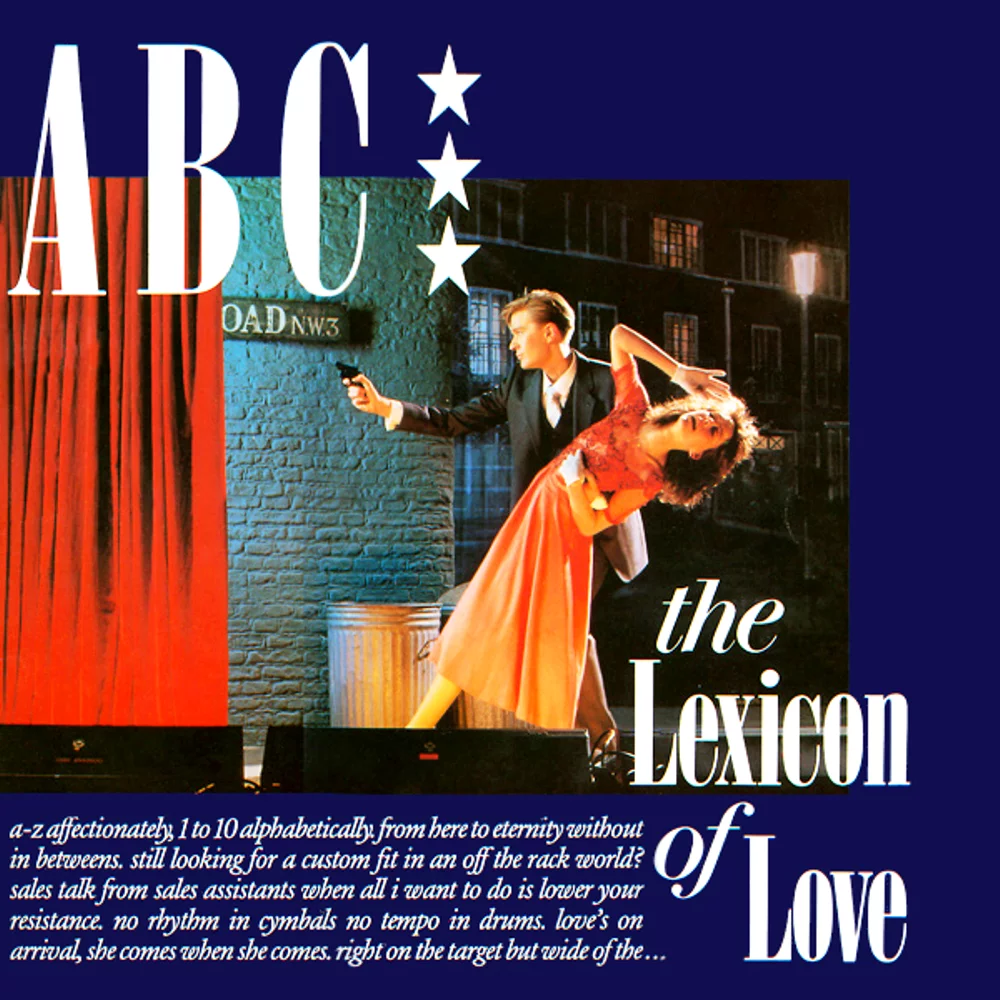 ABC
OAD NW3
the
Lexicon
of
Love
a-z affectionately, 1 to 10 alphabetically. from here to eternity without
in betweens. still looking for a custom fit in an off the rack world?
sales talk from sales assistants when all i want to do is lower your
resistance. no rhythm in cymbals no tempo in drums. love's on
arrival, she comes when she comes. right on the target but wide of the...